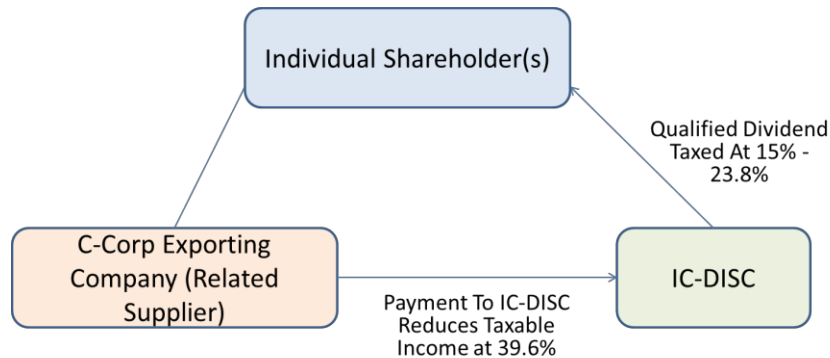 Individual Shareholder(s)
Qualified Dividend
Taxed At 15% -
23.8%
C-Corp Exporting
Company (Related
Supplier)
IC-DISC
Payment To IC-DISC
Reduces Taxable
Income at 39.6%